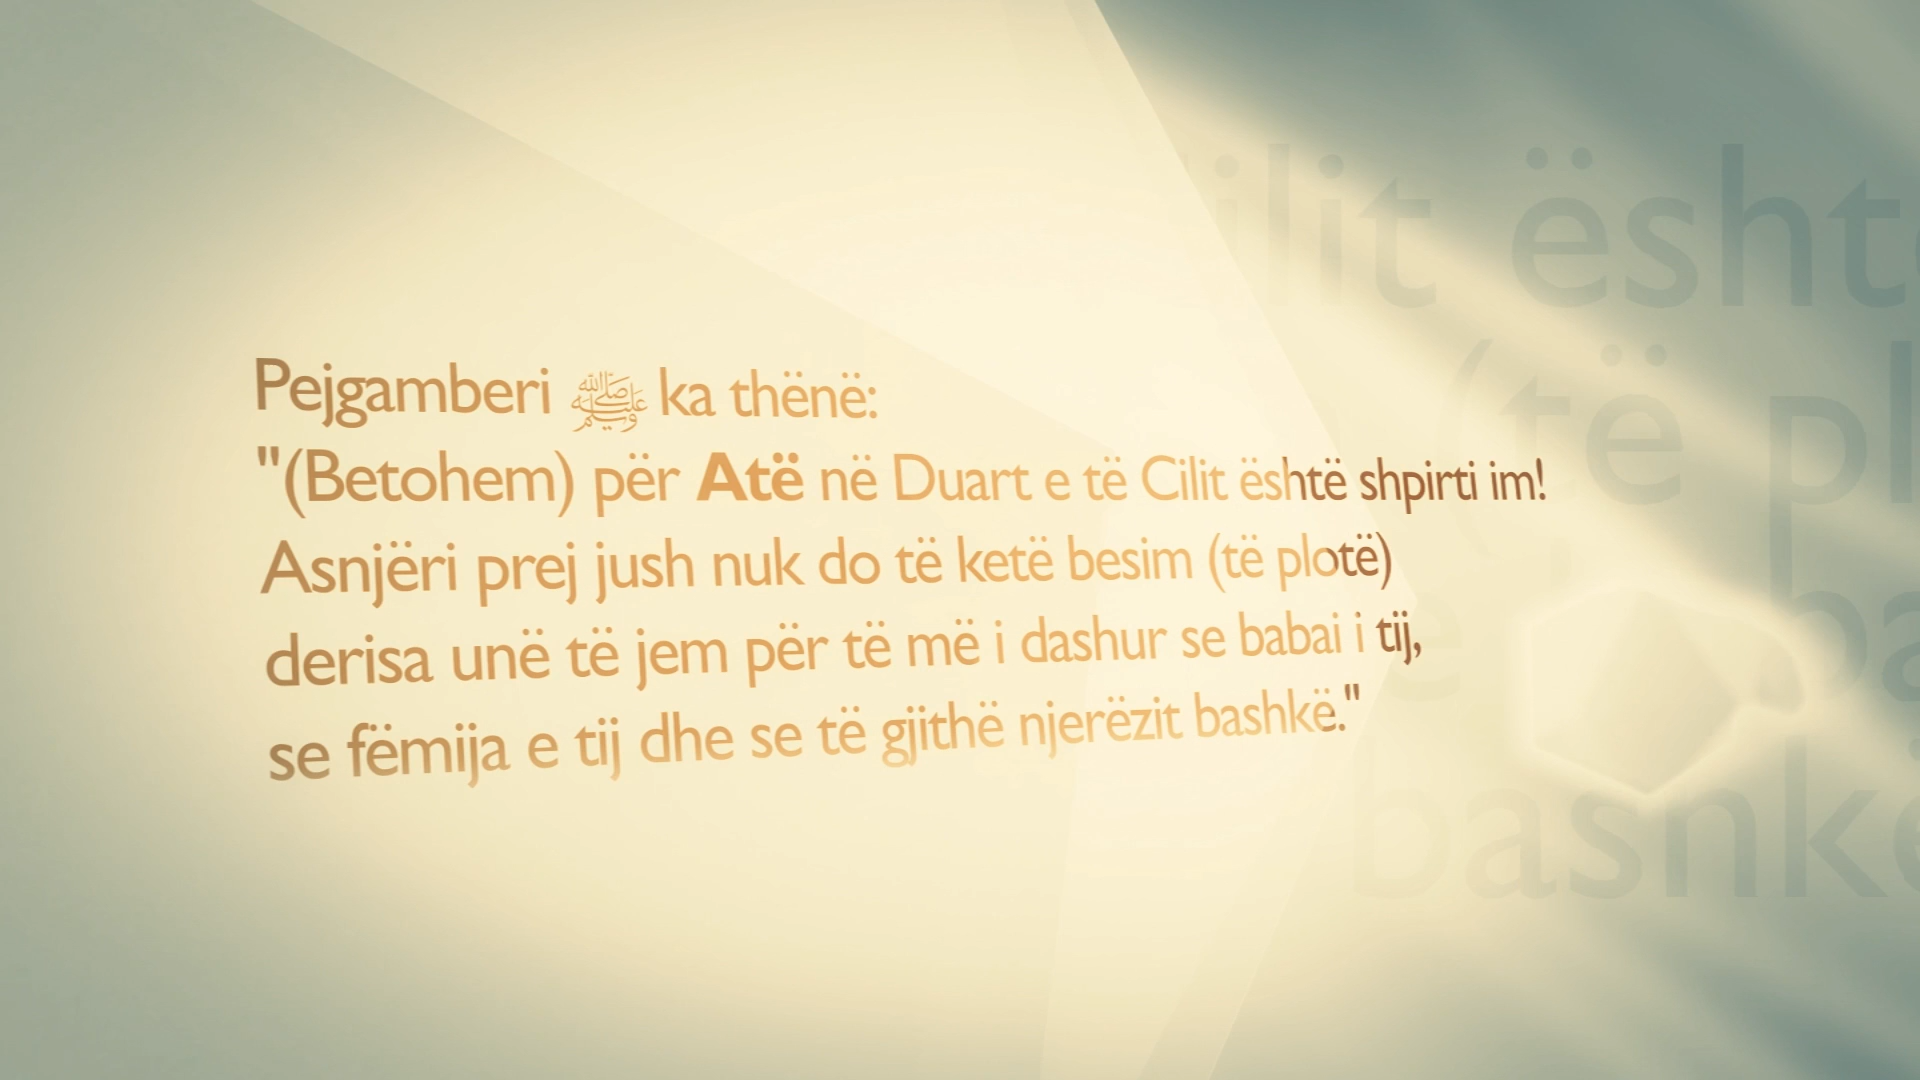 Pejgamberi ﷺ ka thënë:
"(Betohem) për Atë në Duart e të Cilit është shpirti im!
Asnjëri prej jush nuk do të ketë besim (të plotë)
derisa unë të jem për të më i dashur se babai i tij,
se fëmija e tij dhe se të gjithë njerëzit bashkë."